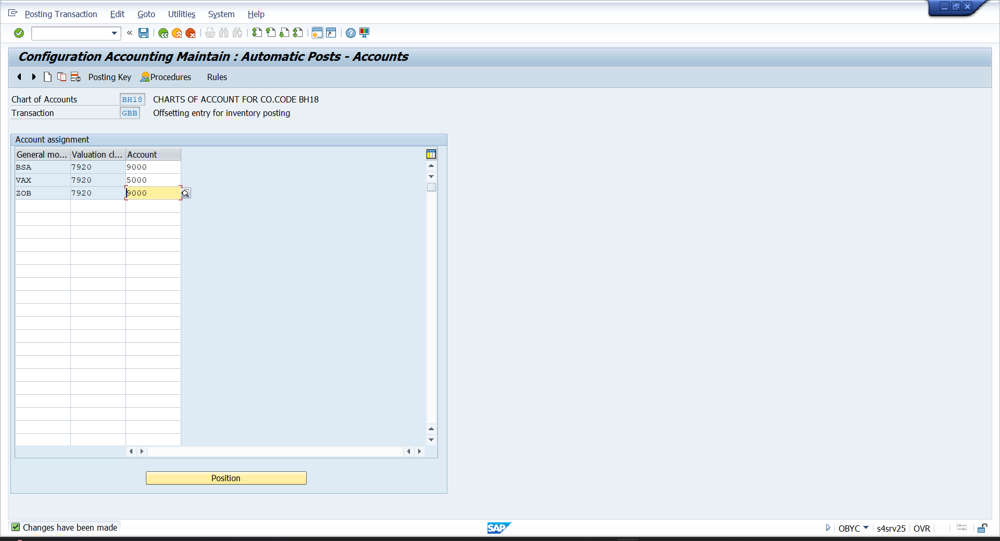 Posting Transaction Edit Goto Utilities System Help
Configuration Accounting Maintain : Automatic Posts - Accounts
Posting Key Procedures Rules
Chart of Accounts BH18 CHARTS OF ACCOUNT FOR CO.CODE BH18
Transaction GBB Offsetting entry for inventory posting
Account assignment
General mo... Valuation cl... Account
BSA 7920 9000
VAX 7920 5000
ZOB 7920 9000
Position
Changes have been made SAP OBYC s4srv25 OVR